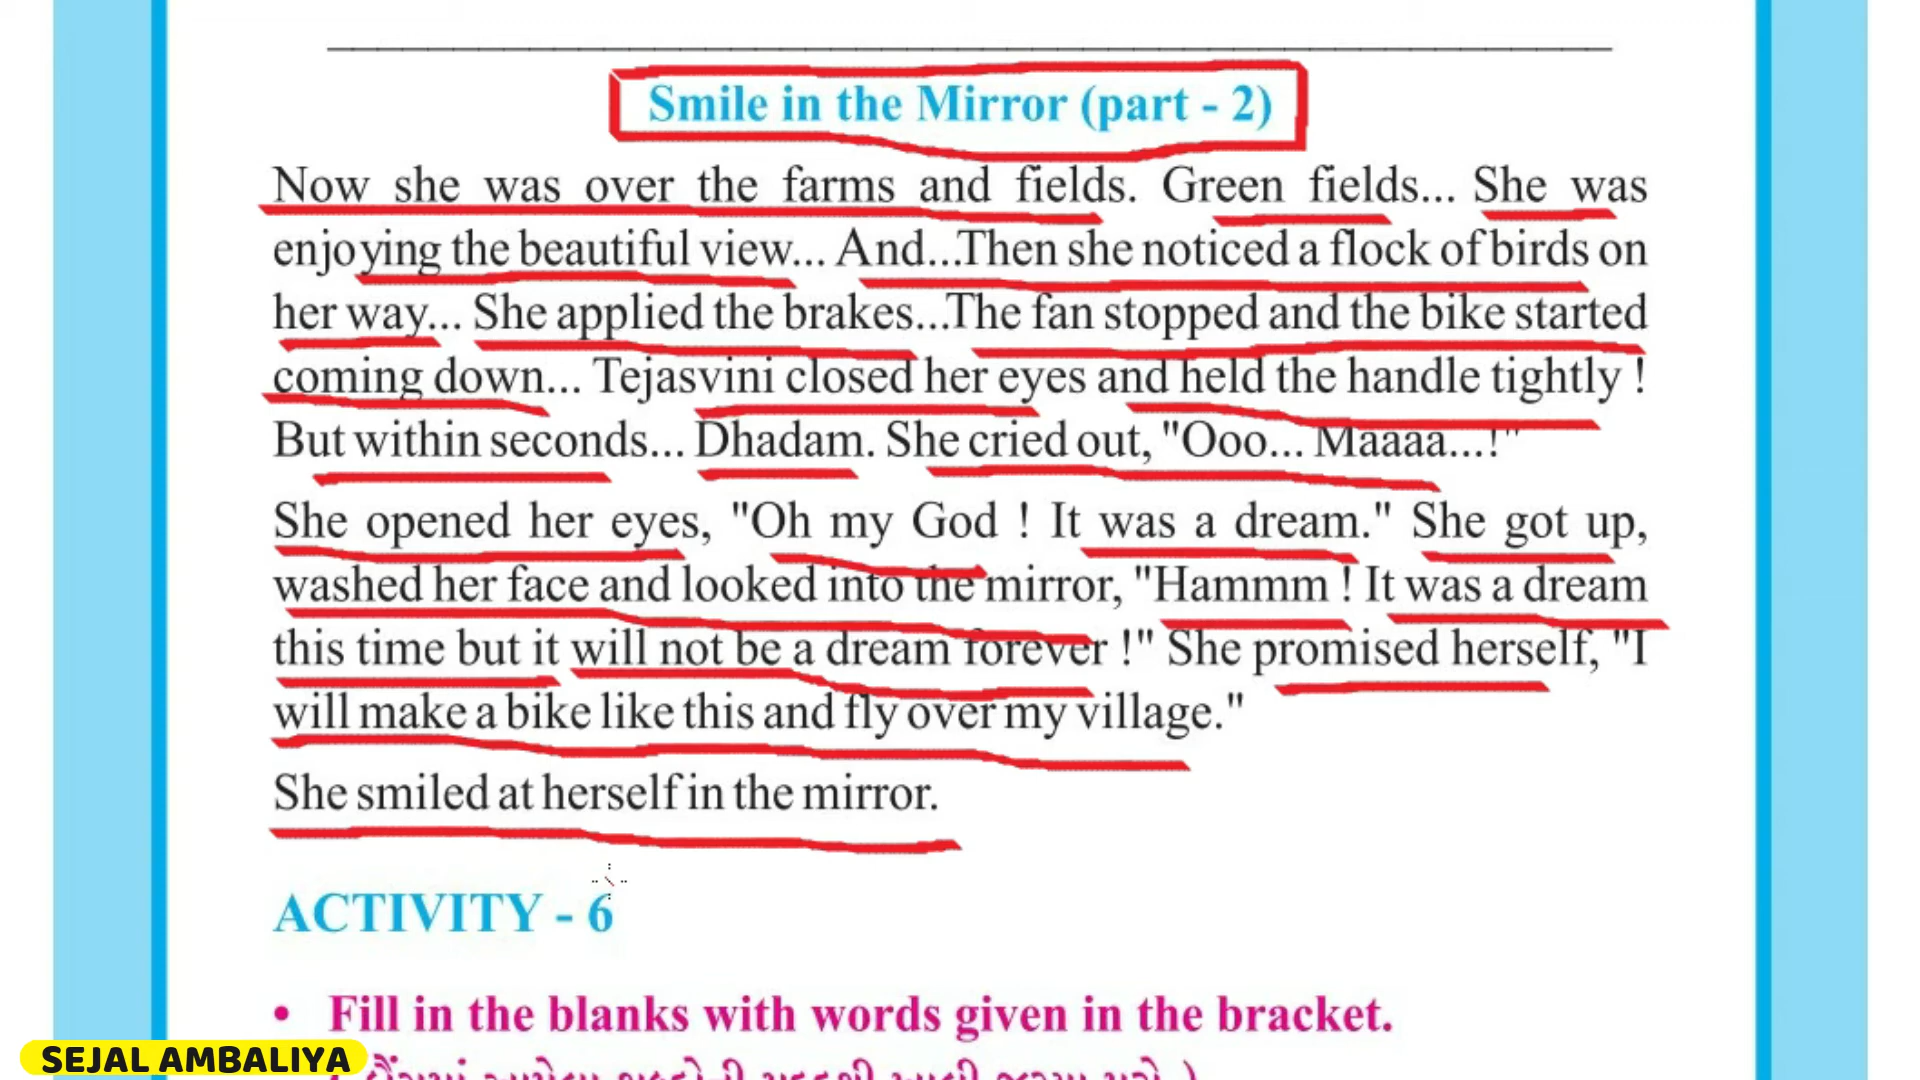 Smile in the Mirror (part - 2)
Now she was over the farms and fields. Green fields... She was
enjoying the beautiful view... And...Then she noticed a flock of birds on
her way... She applied the brakes...The fan stopped and the bike started
coming down... Tejasvini closed her eyes and held the handle tightly !
But within seconds... Dhadam. She cried out, "Ooo... Maaaa...!"
She opened her eyes, "Oh my God ! It was a dream." She got up,
washed her face and looked into the mirror, "Hammm ! It was a dream
this time but it will not be a dream forever !" She promised herself, "I
will make a bike like this and fly over my village."
She smiled at herself in the mirror.
ACTIVITY - 6
• Fill in the blanks with words given in the bracket.
SEJAL AMBALIYA